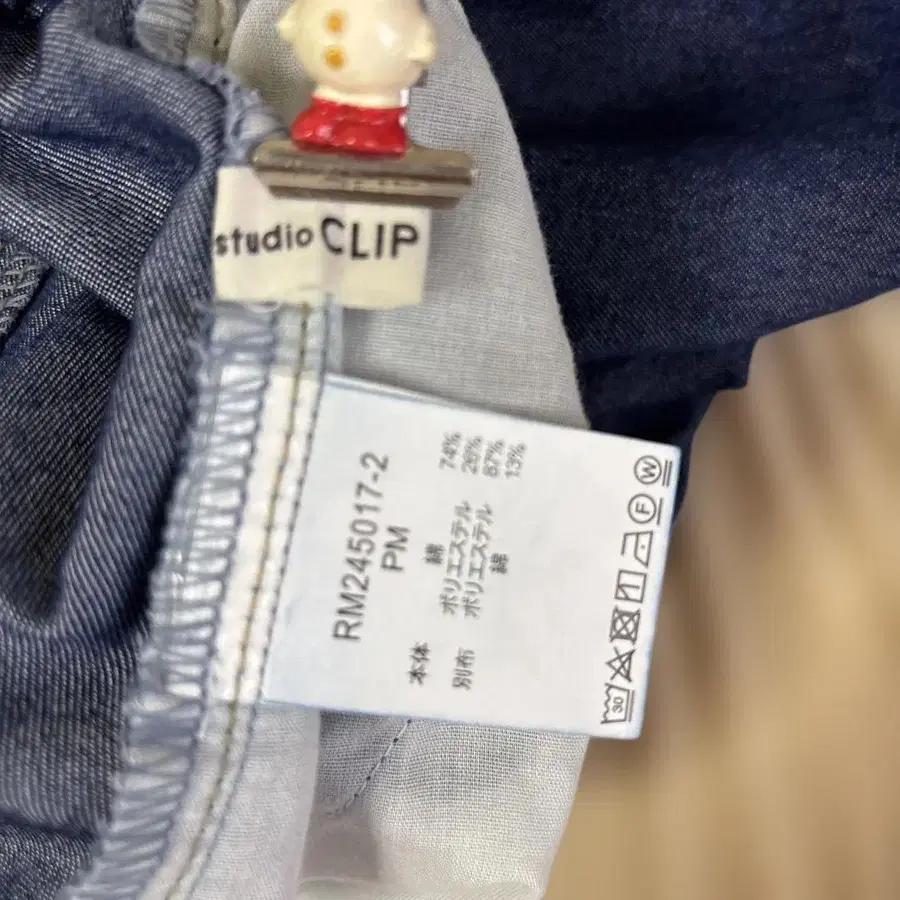 studio CLIP
RM245017-2
PM
本体 綿 74%
ポリエステル 26%
別布 ポリエステル 87%
綿 13%
30 F W